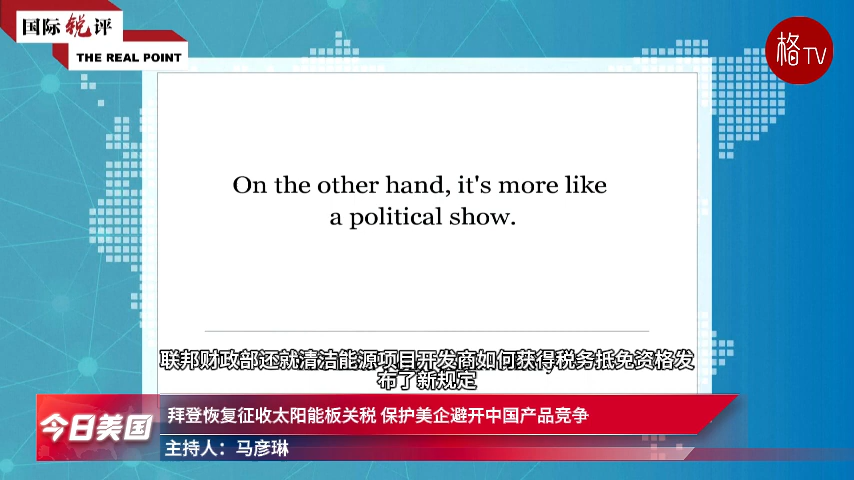 国际锐评
THE REAL POINT
格TV
On the other hand, it's more like
a political show.
联邦财政部还就清洁能源项目开发商如何获得税务抵免资格发
布了新规定
今日美国
拜登恢复征收太阳能板关税 保护美企避开中国产品竞争
主持人：马彦琳